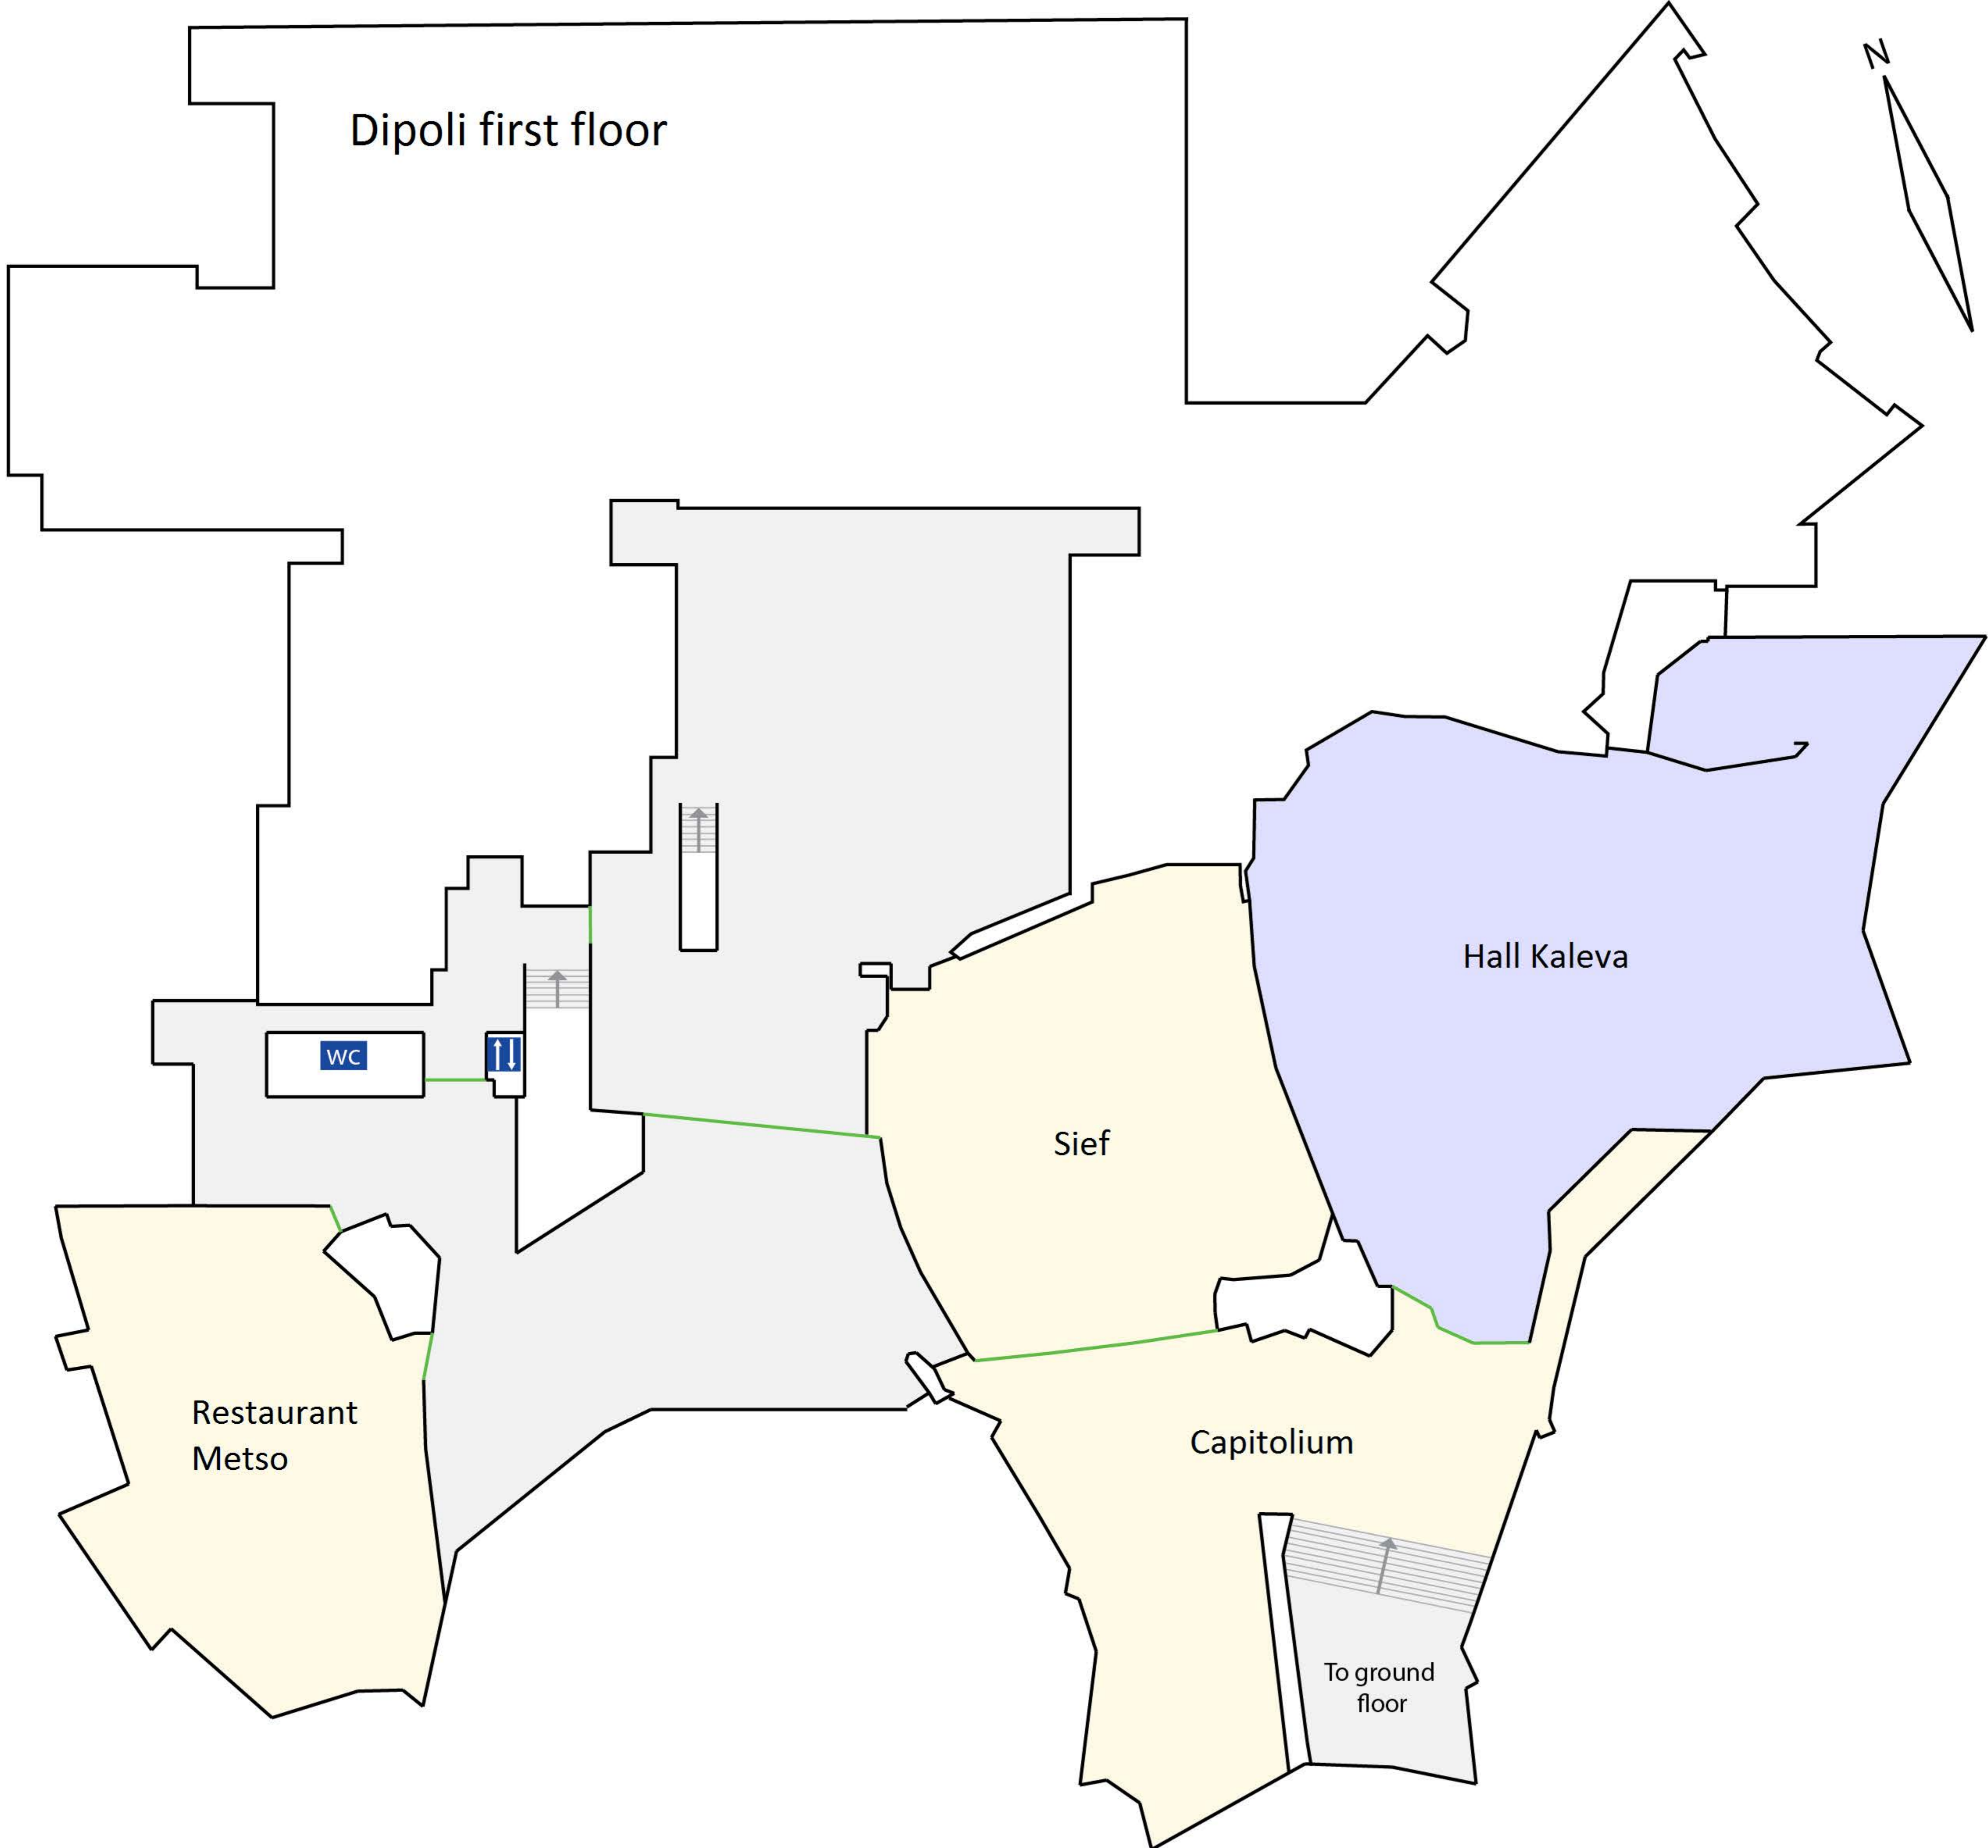 Dipoli first floor
N
Hall Kaleva
WC
Sief
Restaurant
Metso
Capitolium
To ground
floor